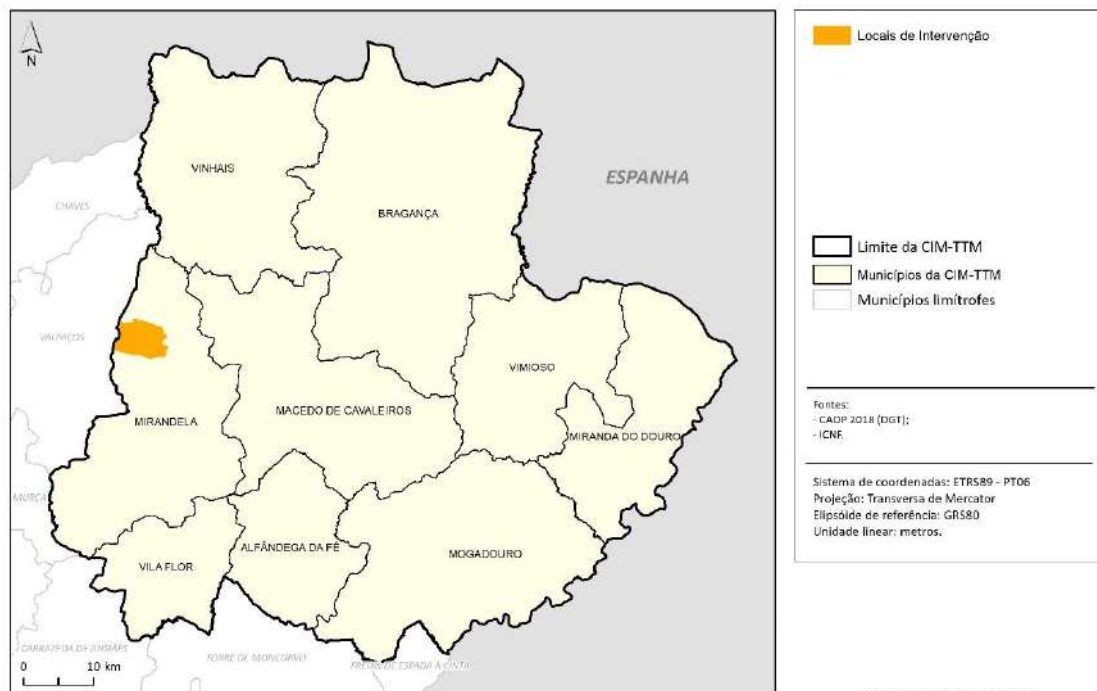 N
VINHAIS
ESPANHA
CHAVES
BRAGANÇA
VALPAÇOS
VIMIOSO
MACEDO DE CAVALEIROS
MIRANDELA
MIRANDA DO DOURO
MURÇA
ALFÂNDEGA DA FÉ
MOGADOURO
VILA FLOR
CARRAZEDA DE ANSIÃES
TORRE DE MONCORVO
FREIXO DE ESPADA À CINTA
0 10 km
Locais de Intervenção
Limite da CIM-TTM
Municípios da CIM-TTM
Municípios limítrofes
Fontes:
- CAOP 2018 (DGT);
- ICNF.
Sistema de coordenadas: ETRS89 - PT06
Projeção: Transversa de Mercator
Elipsóide de referência: GRS80
Unidade linear: metros.